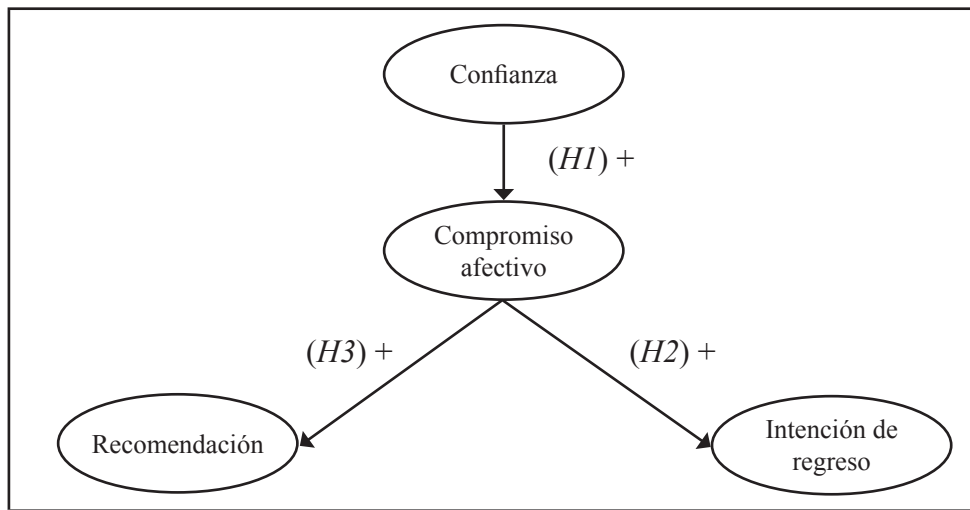 Confianza
(H1) +
Compromiso
afectivo
(H3) +
(H2) +
Recomendación
Intención de
regreso